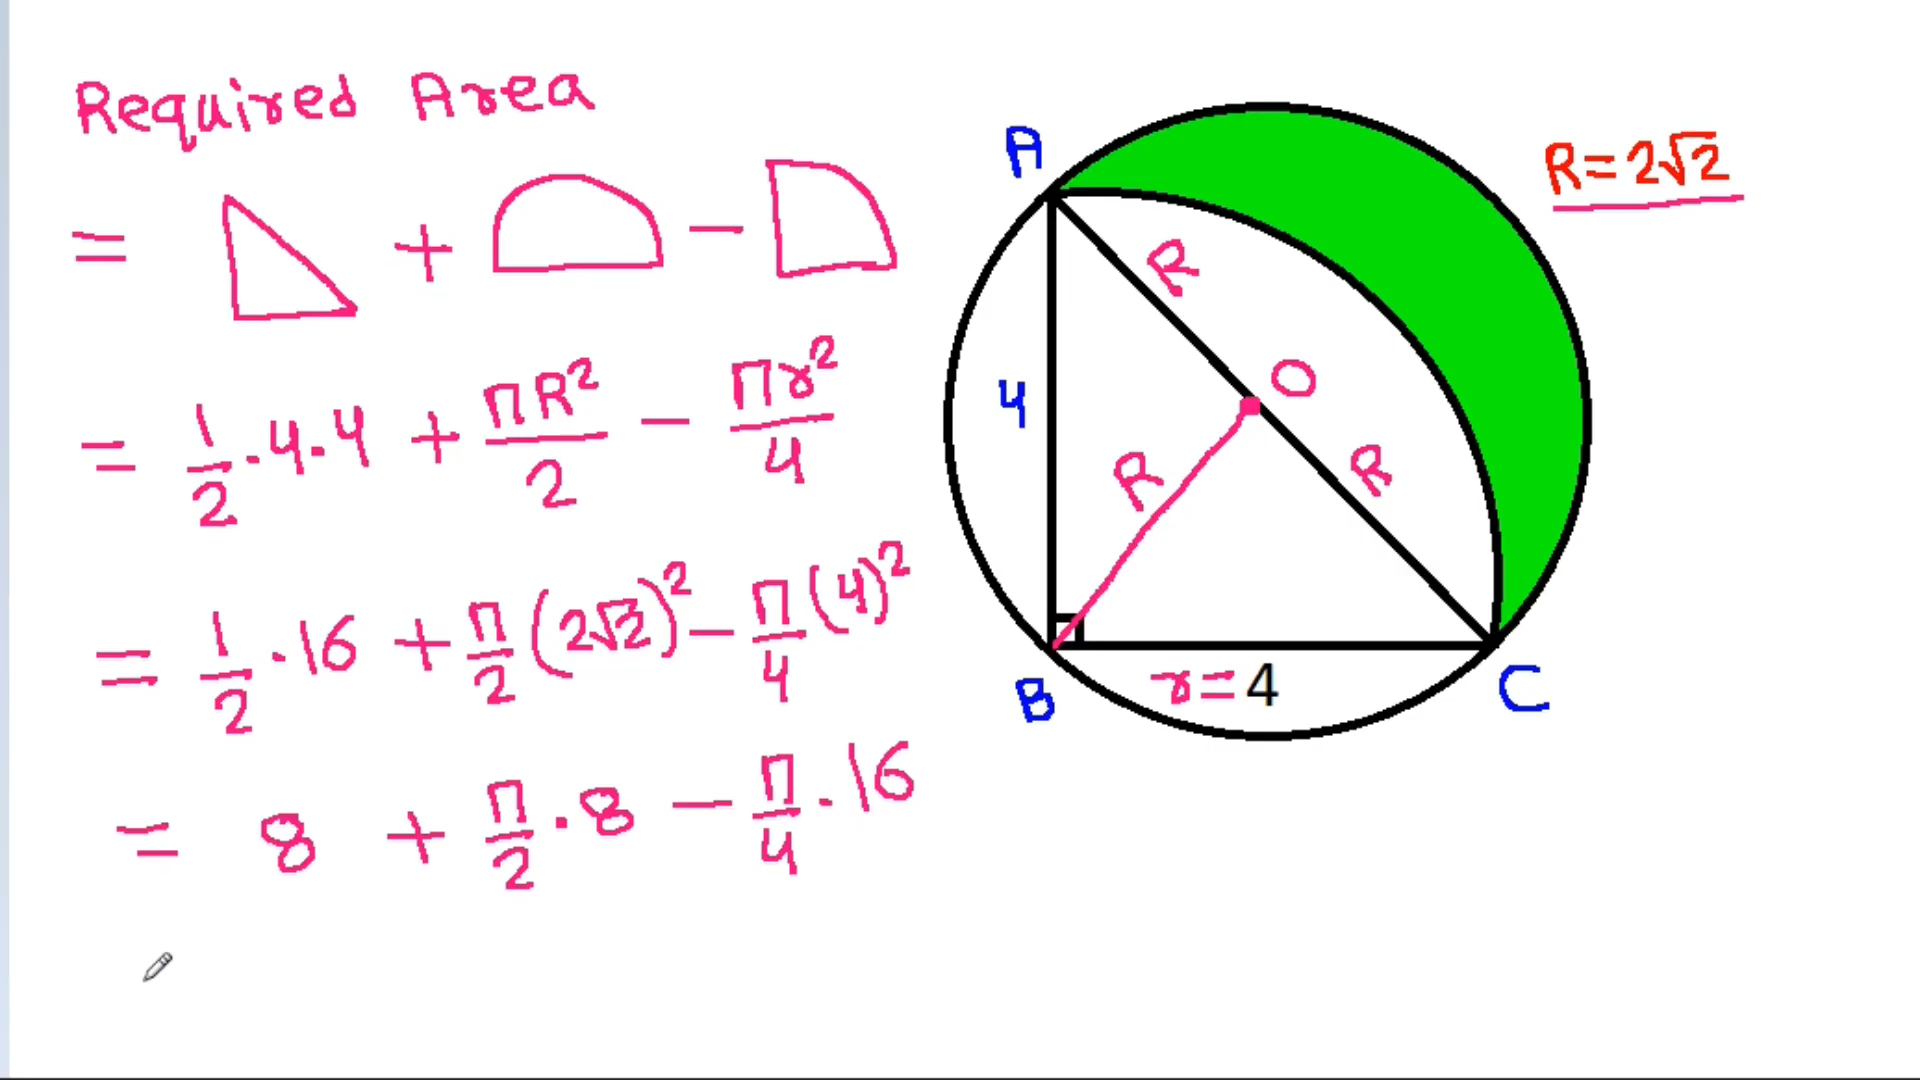 Required Area
= + −
= 1/2 · 4 · 4 + πR²/2 − πr²/4
= 1/2 · 16 + π/2 (2√2)² − π/4 (4)²
= 8 + π/2 · 8 − π/4 · 16
A
R = 2√2
R
O
4
R
R
B
r = 4
C